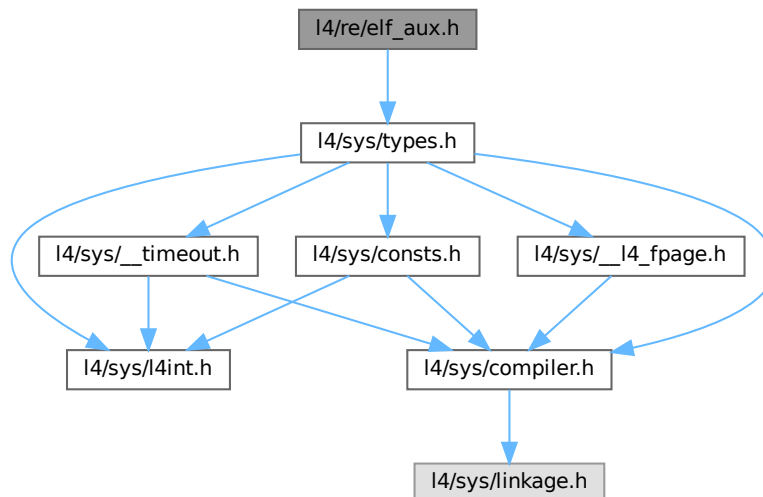 l4/re/elf_aux.h
l4/sys/types.h
l4/sys/__timeout.h
l4/sys/consts.h
l4/sys/__l4_fpage.h
l4/sys/l4int.h
l4/sys/compiler.h
l4/sys/linkage.h